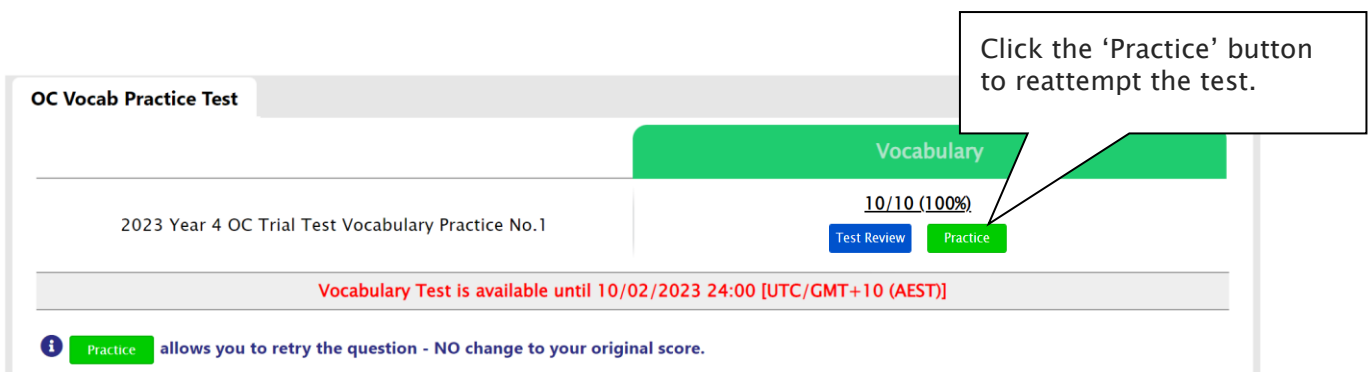 Click the ‘Practice’ button
to reattempt the test.
OC Vocab Practice Test
Vocabulary
2023 Year 4 OC Trial Test Vocabulary Practice No.1
10/10 (100%)
Test Review Practice
Vocabulary Test is available until 10/02/2023 24:00 [UTC/GMT+10 (AEST)]
Practice allows you to retry the question - NO change to your original score.